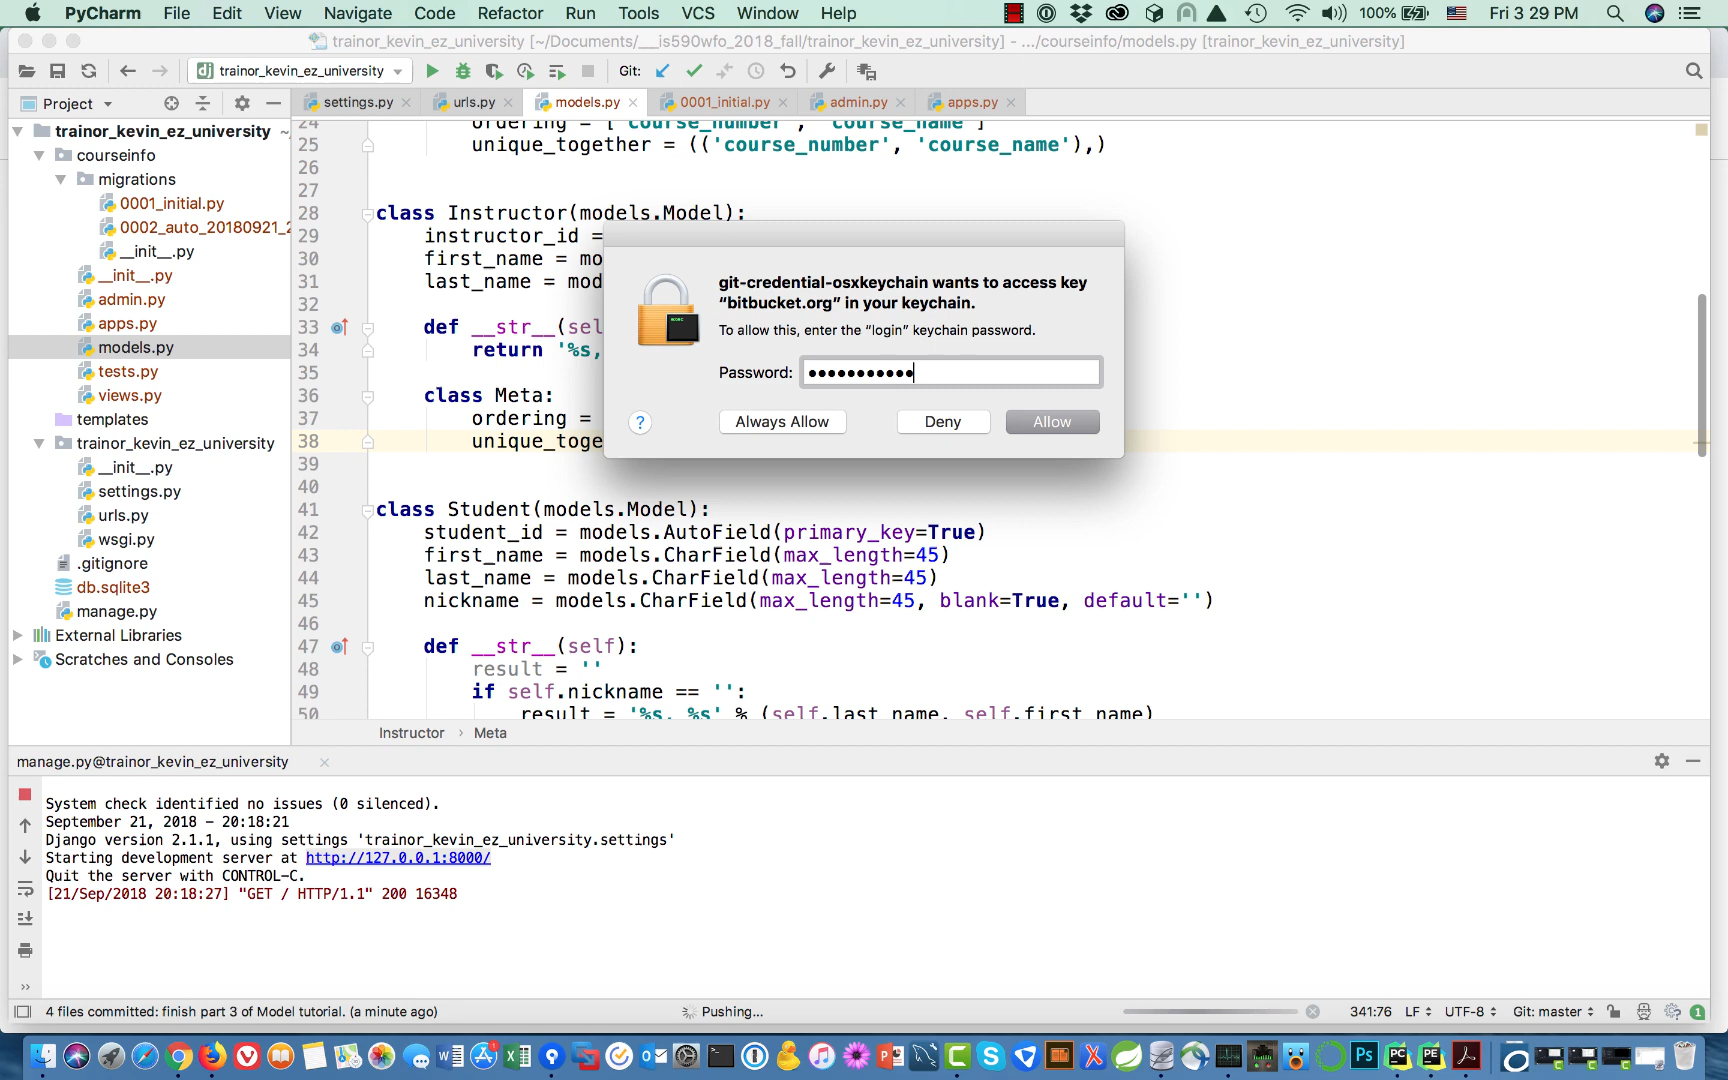 PyCharm File Edit View Navigate Code Refactor Run Tools VCS Window Help 100% Fri 3 29 PM
trainor_kevin_ez_university [~/Documents/__is590wfo_2018_fall/trainor_kevin_ez_university] - .../courseinfo/models.py [trainor_kevin_ez_university]
trainor_kevin_ez_university Git:
Project settings.py urls.py models.py 0001_initial.py admin.py apps.py
trainor_kevin_ez_university ~
courseinfo
migrations
0001_initial.py
0002_auto_20180921_2
__init__.py
__init__.py
admin.py
apps.py
models.py
tests.py
views.py
templates
trainor_kevin_ez_university
__init__.py
settings.py
urls.py
wsgi.py
.gitignore
db.sqlite3
manage.py
External Libraries
Scratches and Consoles
24 ordering = ['course_number', 'course_name']
25 unique_together = (('course_number', 'course_name'),)
26
27
28 class Instructor(models.Model):
29 instructor_id =
30 first_name = mo
31 last_name = mod
32
33 def __str__(sel
34 return '%s,
35
36 class Meta:
37 ordering =
38 unique_toge
39
40
41 class Student(models.Model):
42 student_id = models.AutoField(primary_key=True)
43 first_name = models.CharField(max_length=45)
44 last_name = models.CharField(max_length=45)
45 nickname = models.CharField(max_length=45, blank=True, default='')
46
47 def __str__(self):
48 result = ''
49 if self.nickname == '':
50 result = '%s, %s' % (self.last_name, self.first_name)
Instructor › Meta
git-credential-osxkeychain wants to access key
“bitbucket.org” in your keychain.
To allow this, enter the “login” keychain password.
Password: •••••••••••
? Always Allow Deny Allow
manage.py@trainor_kevin_ez_university
System check identified no issues (0 silenced).
September 21, 2018 - 20:18:21
Django version 2.1.1, using settings 'trainor_kevin_ez_university.settings'
Starting development server at http://127.0.0.1:8000/
Quit the server with CONTROL-C.
[21/Sep/2018 20:18:27] "GET / HTTP/1.1" 200 16348
4 files committed: finish part 3 of Model tutorial. (a minute ago) Pushing... 341:76 LF UTF-8 Git: master 1